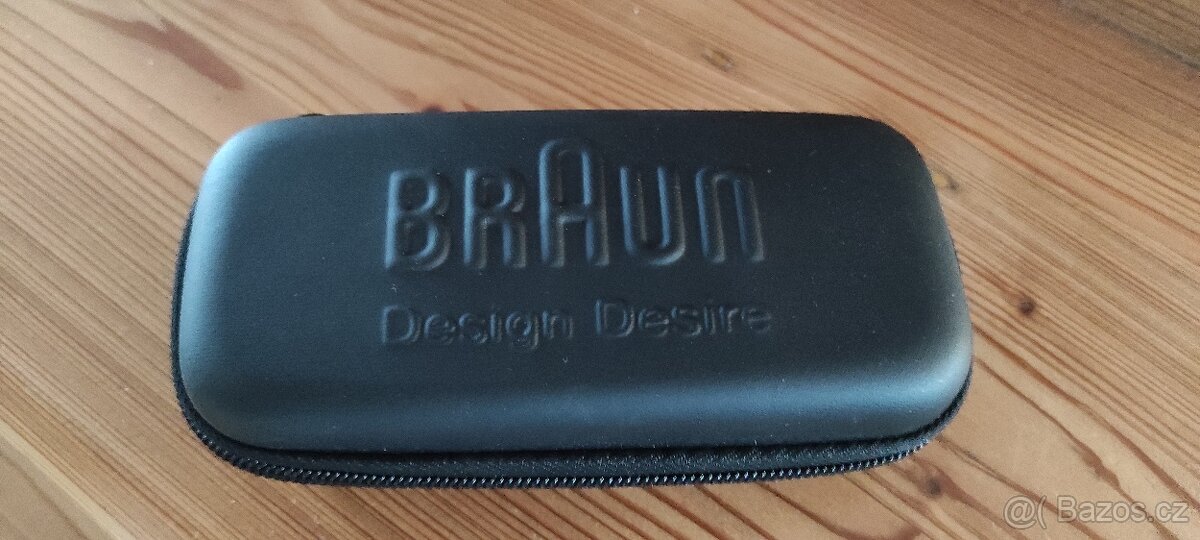 BRAUN
Design Desire
@( Bazos.cz